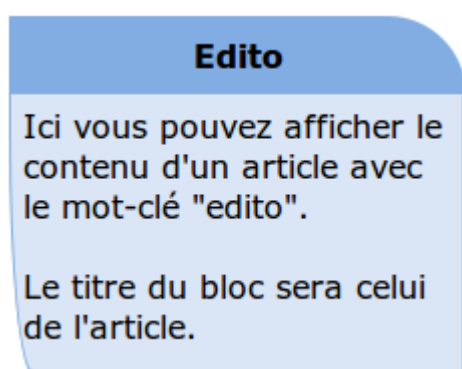 Edito
Ici vous pouvez afficher le
contenu d'un article avec
le mot-clé "edito".
Le titre du bloc sera celui
de l'article.